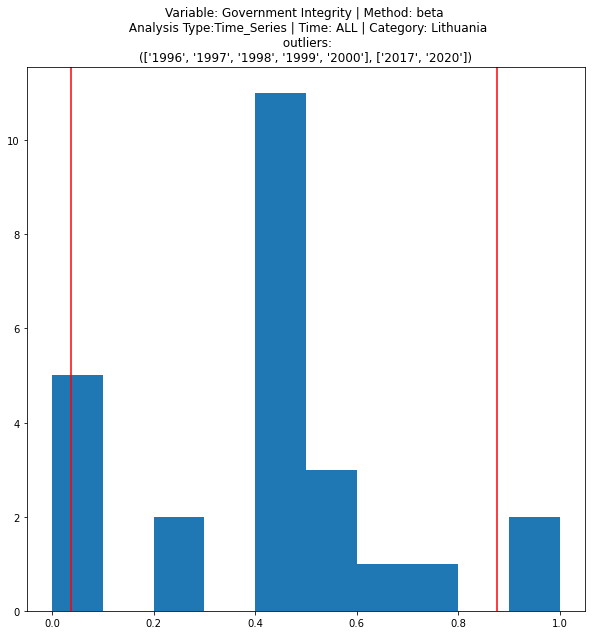 Variable: Government Integrity | Method: beta
Analysis Type:Time_Series | Time: ALL | Category: Lithuania
outliers:
(['1996', '1997', '1998', '1999', '2000'], ['2017', '2020'])
10
8
6
4
2
0
0.0 0.2 0.4 0.6 0.8 1.0